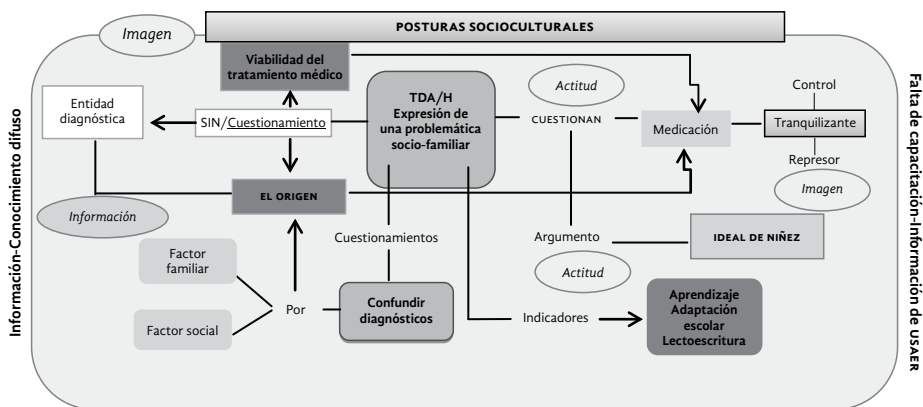 POSTURAS SOCIOCULTURALES
Imagen
Viabilidad del
tratamiento médico
Actitud
Control
Entidad
diagnóstica
SIN/Cuestionamiento
TDA/H
Expresión de
una problemática
socio-familiar
CUESTIONAN
Medicación
Tranquilizante
Represor
Imagen
EL ORIGEN
Información
Cuestionamientos
Argumento
IDEAL DE NIÑEZ
Actitud
Factor
familiar
Factor social
Por
Confundir
diagnósticos
Indicadores
Aprendizaje
Adaptación
escolar
Lectoescritura
Información-Conocimiento difuso
Falta de capacitación-Información de USAER